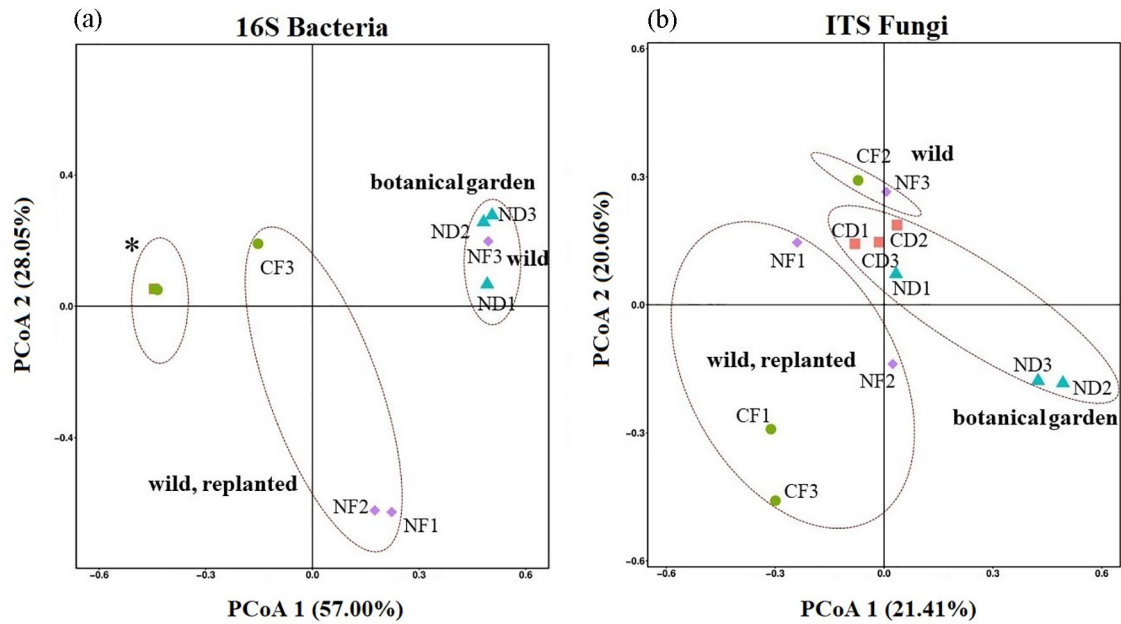 (a)
16S Bacteria
0.4
0.0
−0.4
−0.6
−0.3
0.0
0.3
0.6
PCoA 2 (28.05%)
PCoA 1 (57.00%)
*
CF3
botanical garden
ND3
ND2
NF3
wild
ND1
wild, replanted
NF2
NF1
(b)
ITS Fungi
0.6
0.3
0.0
−0.3
−0.6
−0.6
−0.3
0.0
0.3
0.6
PCoA 2 (20.06%)
PCoA 1 (21.41%)
CF2
wild
NF3
CD1
CD2
NF1
CD3
ND1
wild, replanted
NF2
ND3
ND2
botanical garden
CF1
CF3